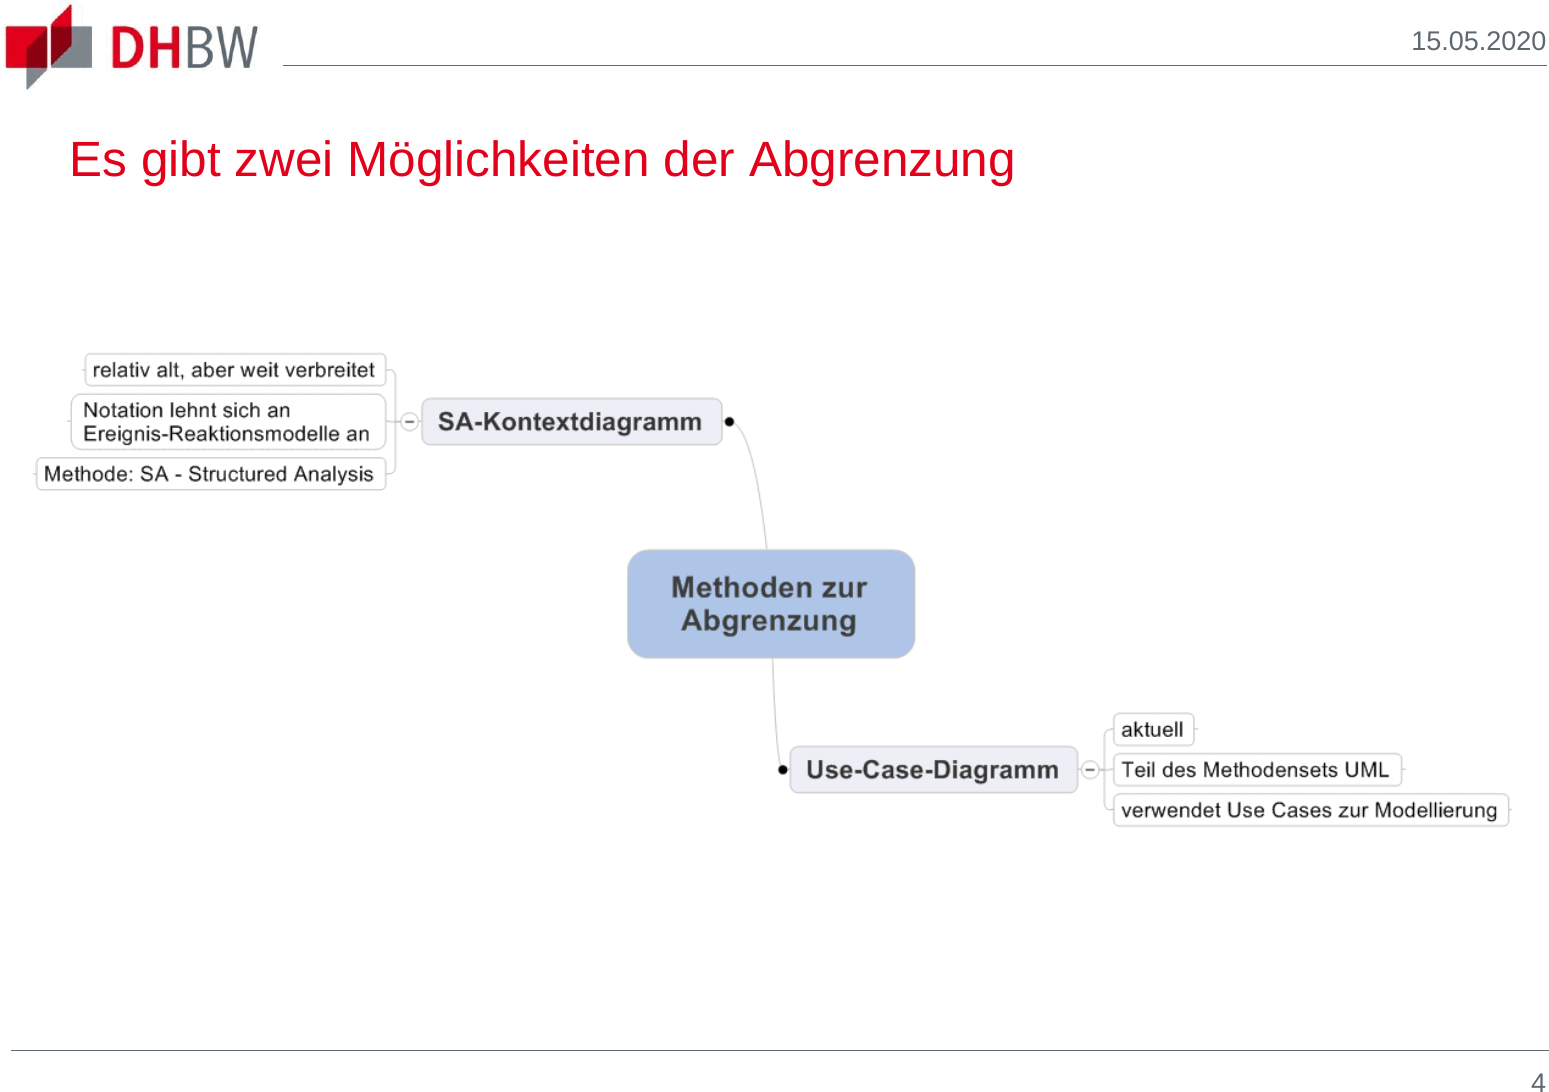 DHBW
15.05.2020
Es gibt zwei Möglichkeiten der Abgrenzung
relativ alt, aber weit verbreitet
Notation lehnt sich an
Ereignis-Reaktionsmodelle an
Methode: SA - Structured Analysis
SA-Kontextdiagramm
Methoden zur
Abgrenzung
Use-Case-Diagramm
aktuell
Teil des Methodensets UML
verwendet Use Cases zur Modellierung
4